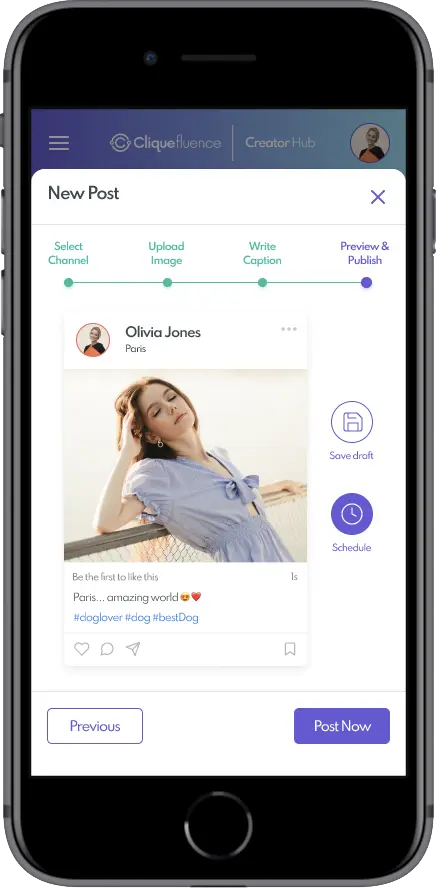 Cliquefluence | Creator Hub
New Post
Select Channel
Upload Image
Write Caption
Preview & Publish
Olivia Jones
Paris
Save draft
Schedule
Be the first to like this 1s
Paris... amazing world😍❤️
#doglover #dog #bestDog
Previous Post Now